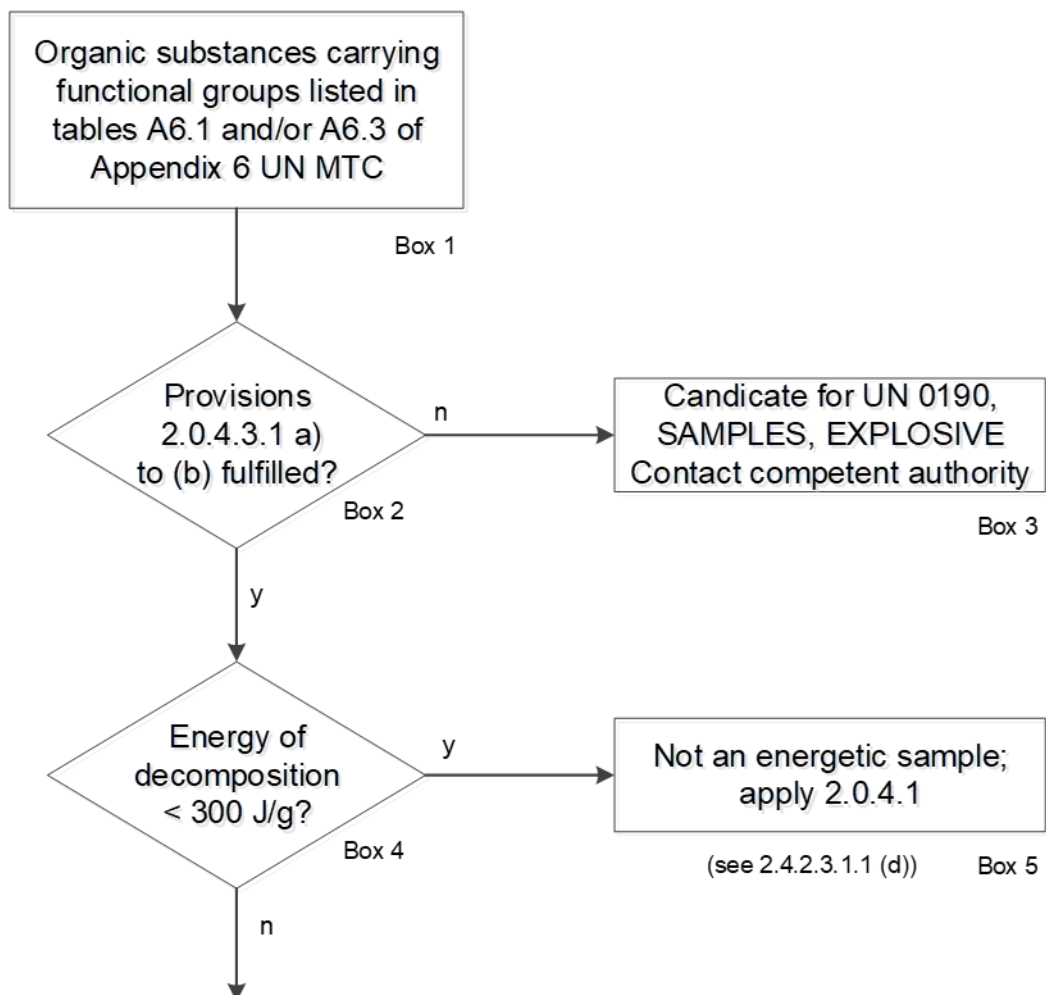 Organic substances carrying
functional groups listed in
tables A6.1 and/or A6.3 of
Appendix 6 UN MTC
Box 1
Provisions
2.0.4.3.1 a)
to (b) fulfilled?
Box 2
n
Candicate for UN 0190,
SAMPLES, EXPLOSIVE
Contact competent authority
Box 3
y
Energy of
decomposition
< 300 J/g?
Box 4
y
Not an energetic sample;
apply 2.0.4.1
(see 2.4.2.3.1.1 (d))
Box 5
n